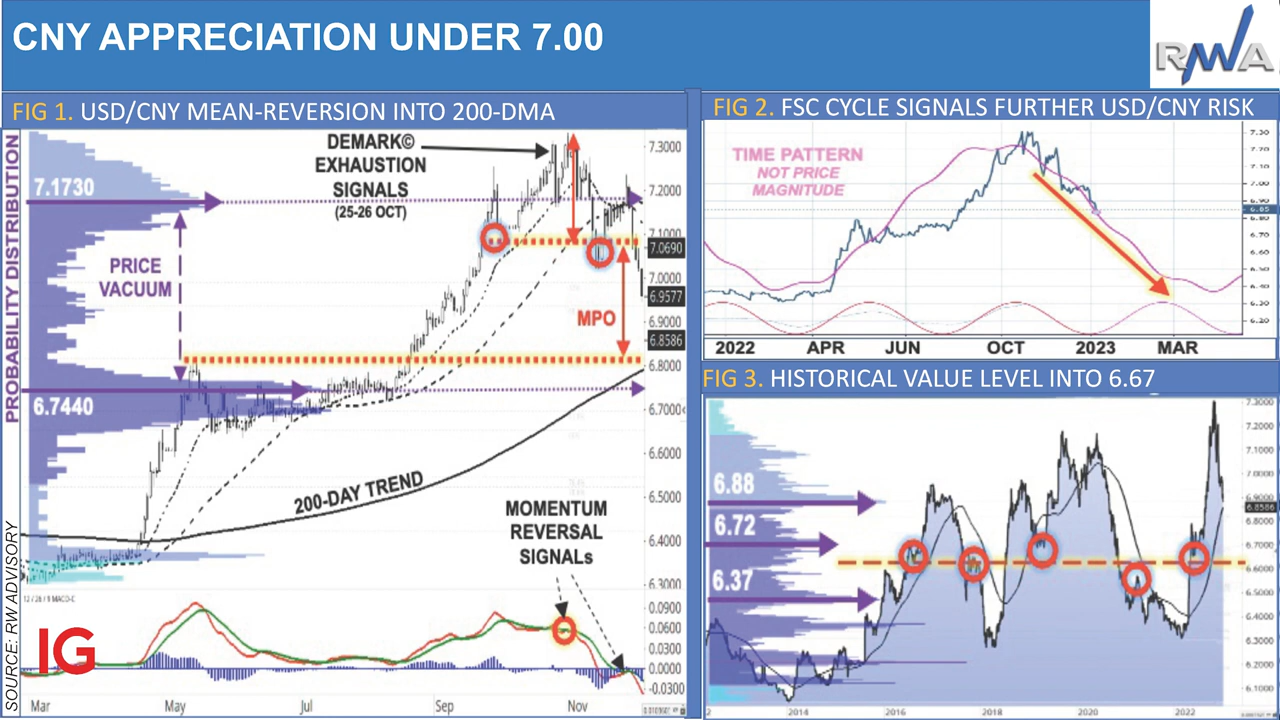 CNY APPRECIATION UNDER 7.00
RWA
FIG 1. USD/CNY MEAN-REVERSION INTO 200-DMA
PROBABILITY DISTRIBUTION
SOURCE: RW ADVISORY
7.1730
DEMARK©
EXHAUSTION
SIGNALS
(25-26 OCT)
PRICE
VACUUM
MPO
6.7440
200-DAY TREND
MOMENTUM
REVERSAL
SIGNALs
7.3000
7.2000
7.1000
7.0690
7.0000
6.9577
6.9000
6.8586
6.8000
6.7000
6.6000
6.5000
6.4000
6.3000
0.0900
0.0600
0.0300
0.0000
-0.0300
IG
Mar May Jul Sep Nov
FIG 2. FSC CYCLE SIGNALS FURTHER USD/CNY RISK
TIME PATTERN
NOT PRICE
MAGNITUDE
7.30
7.20
7.00
6.90
6.85
6.70
6.50
6.40
6.30
6.20
2022 APR JUN OCT 2023 MAR
FIG 3. HISTORICAL VALUE LEVEL INTO 6.67
6.88
6.72
6.37
7.3000
7.2000
7.1000
7.0000
6.9000
6.8586
6.8000
6.7000
6.6000
6.5000
6.4000
6.3000
6.2000
6.1000
2014 2016 2018 2020 2022